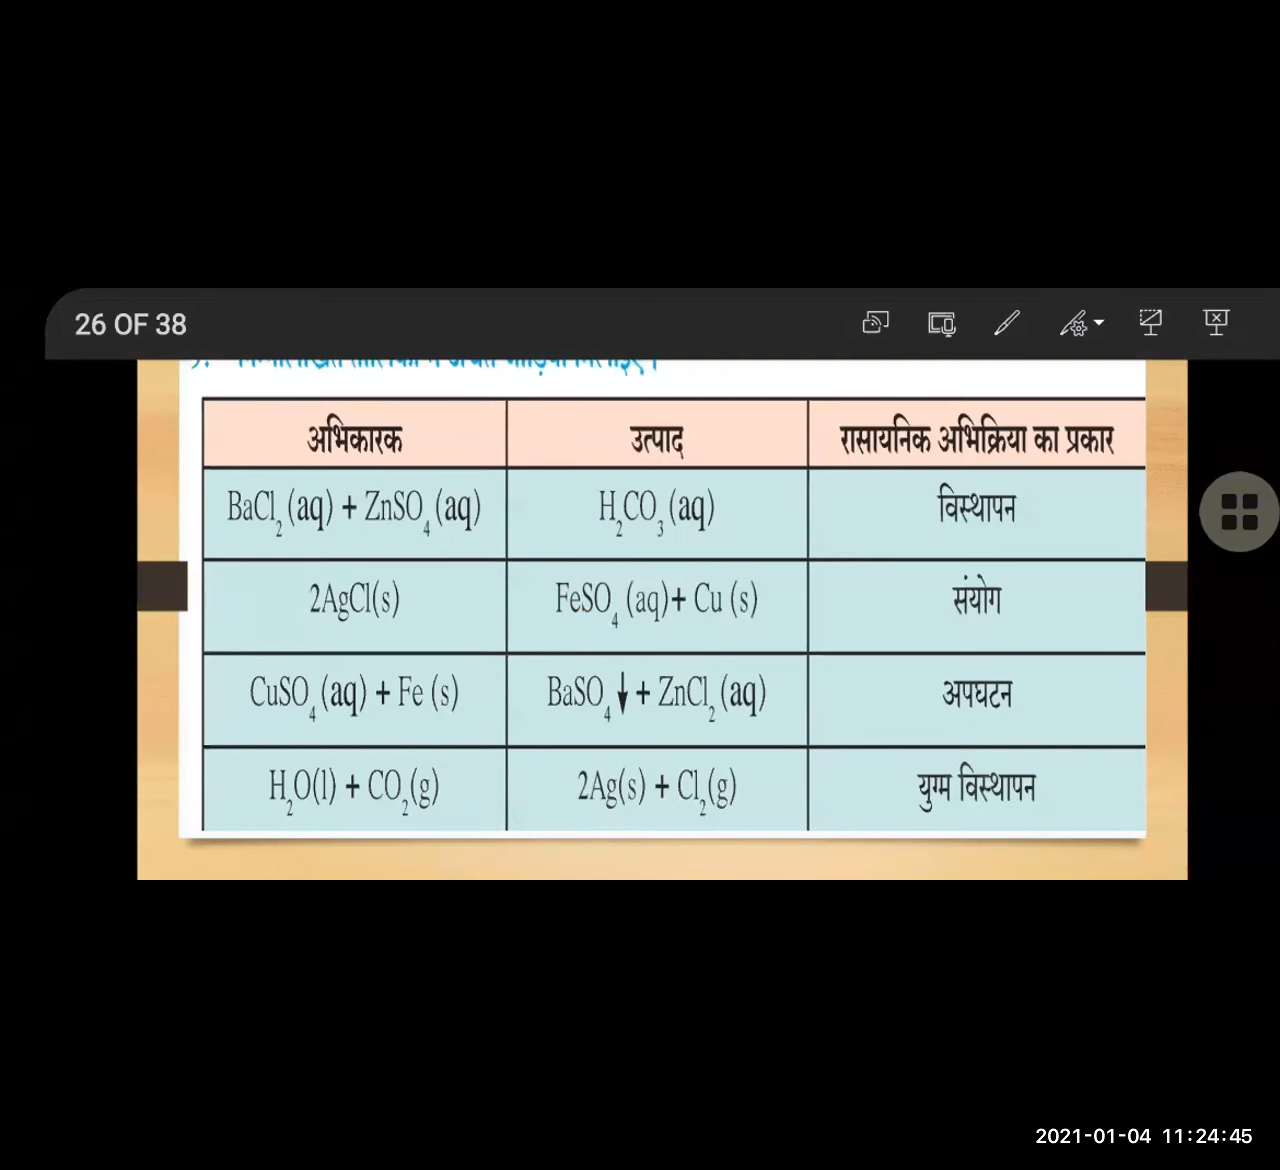 26 OF 38
अभिकारक उत्पाद रासायनिक अभिक्रिया का प्रकार
BaCl₂ (aq) + ZnSO₄ (aq) H₂CO₃ (aq) विस्थापन
2AgCl(s) FeSO₄ (aq)+ Cu (s) संयोग
CuSO₄ (aq) + Fe (s) BaSO₄↓ + ZnCl₂ (aq) अपघटन
H₂O(l) + CO₂(g) 2Ag(s) + Cl₂(g) युग्म विस्थापन
2021-01-04 11:24:45